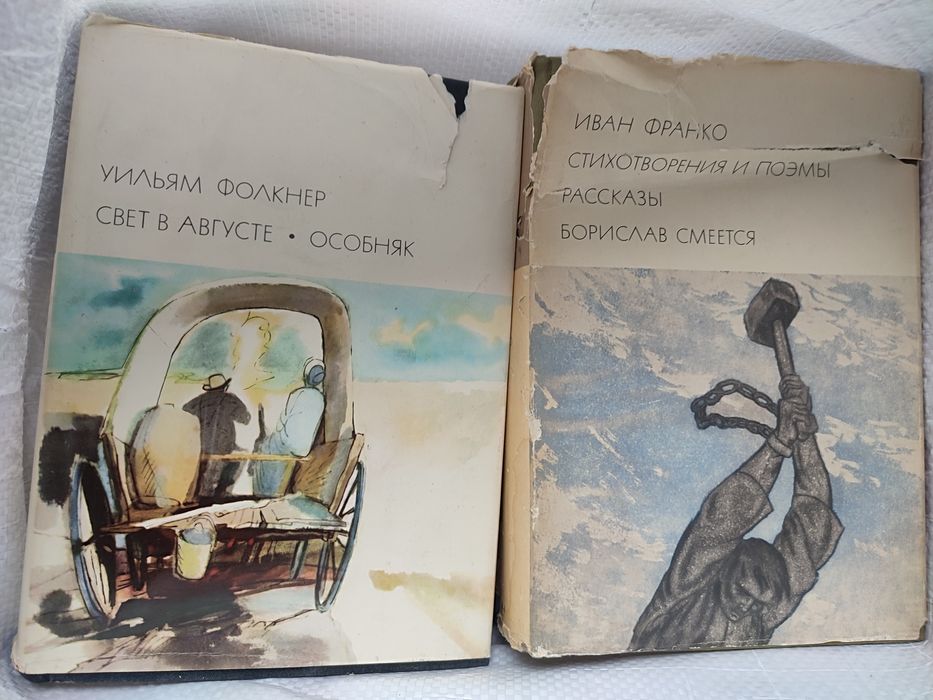 УИЛЬЯМ ФОЛКНЕР
СВЕТ В АВГУСТЕ • ОСОБНЯК
ИВАН ФРАНКО
СТИХОТВОРЕНИЯ И ПОЭМЫ
РАССКАЗЫ
БОРИСЛАВ СМЕЕТСЯ